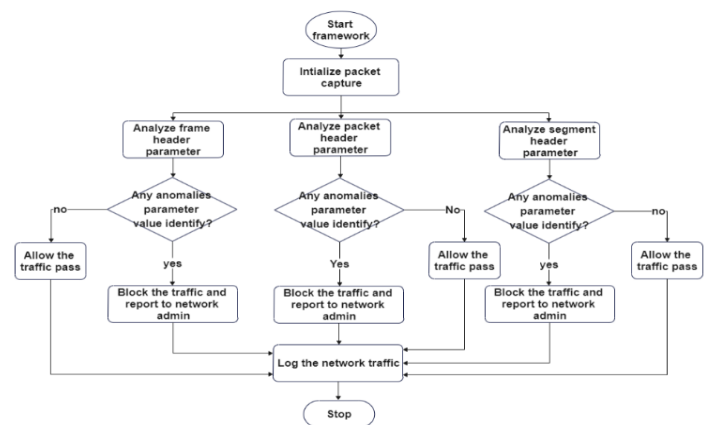 Start
framework
Intialize packet
capture
Analyze frame
header
parameter
Analyze packet
header
parameter
Analyze segment
header
parameter
Any anomalies
parameter
value identify?
Any anomalies
parameter
value identify?
Any anomalies
parameter
value identify?
no
No
no
Allow the
traffic pass
Allow the
traffic pass
Allow the
traffic pass
yes
Yes
yes
Block the traffic and
report to network
admin
Block the traffic and
report to network
admin
Block the traffic and
report to network
admin
Log the network traffic
Stop